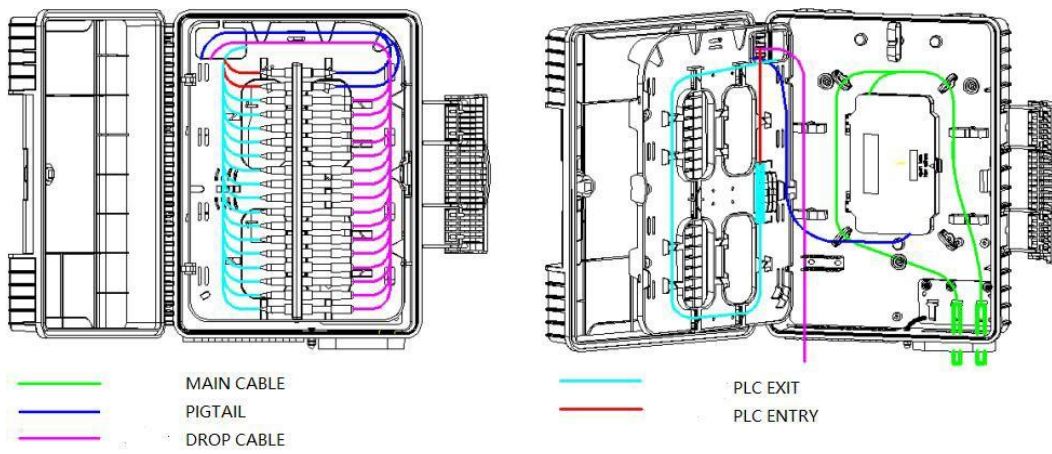 MAIN CABLE
PIGTAIL
DROP CABLE
PLC EXIT
PLC ENTRY